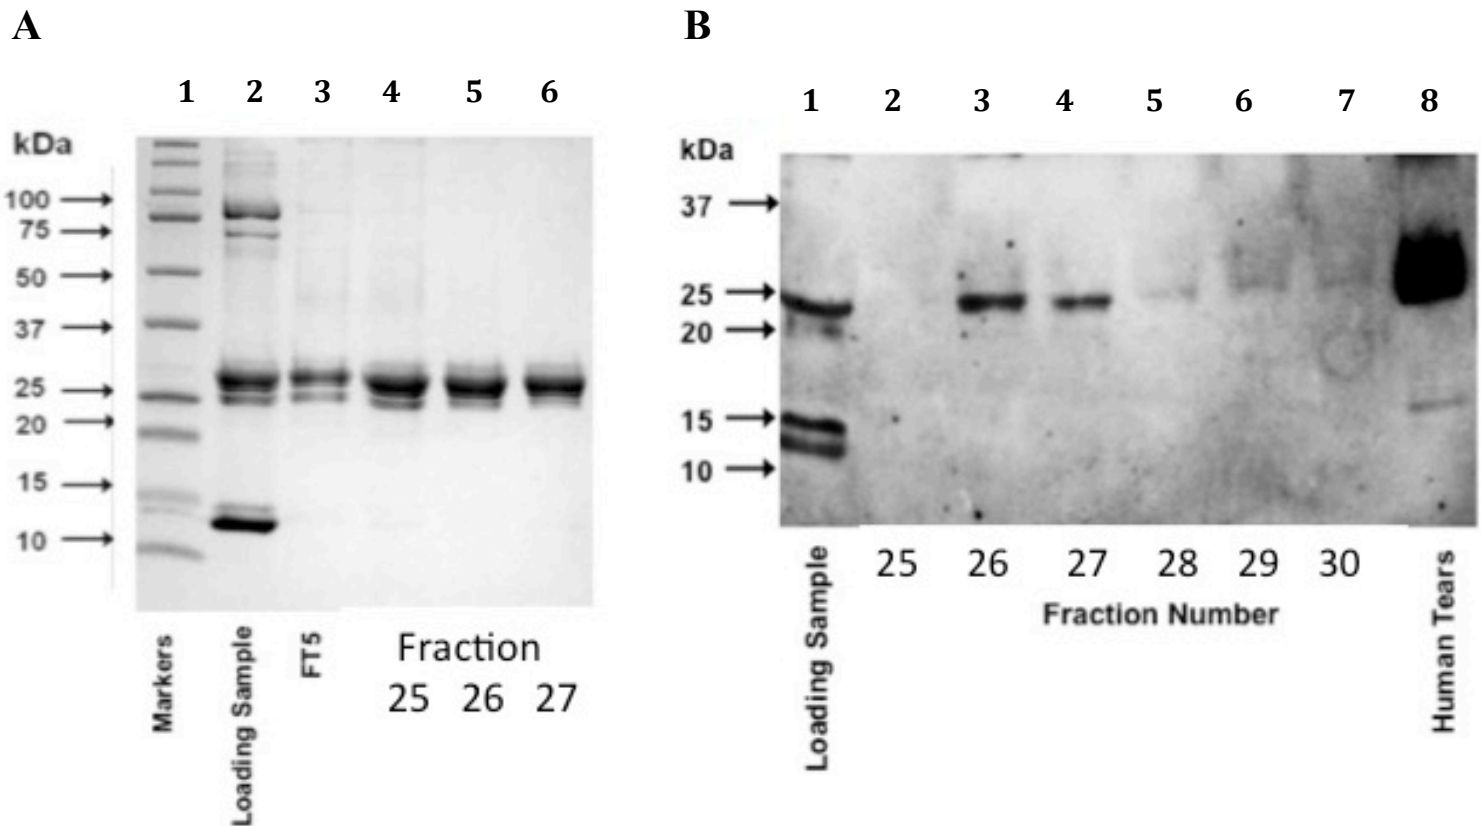 A
1 2 3 4 5 6
kDa
100
75
50
37
25
20
15
10
Markers
Loading Sample
FT5
Fraction
25 26 27
B
1 2 3 4 5 6 7 8
kDa
37
25
20
15
10
Loading Sample
25 26 27 28 29 30
Fraction Number
Human Tears